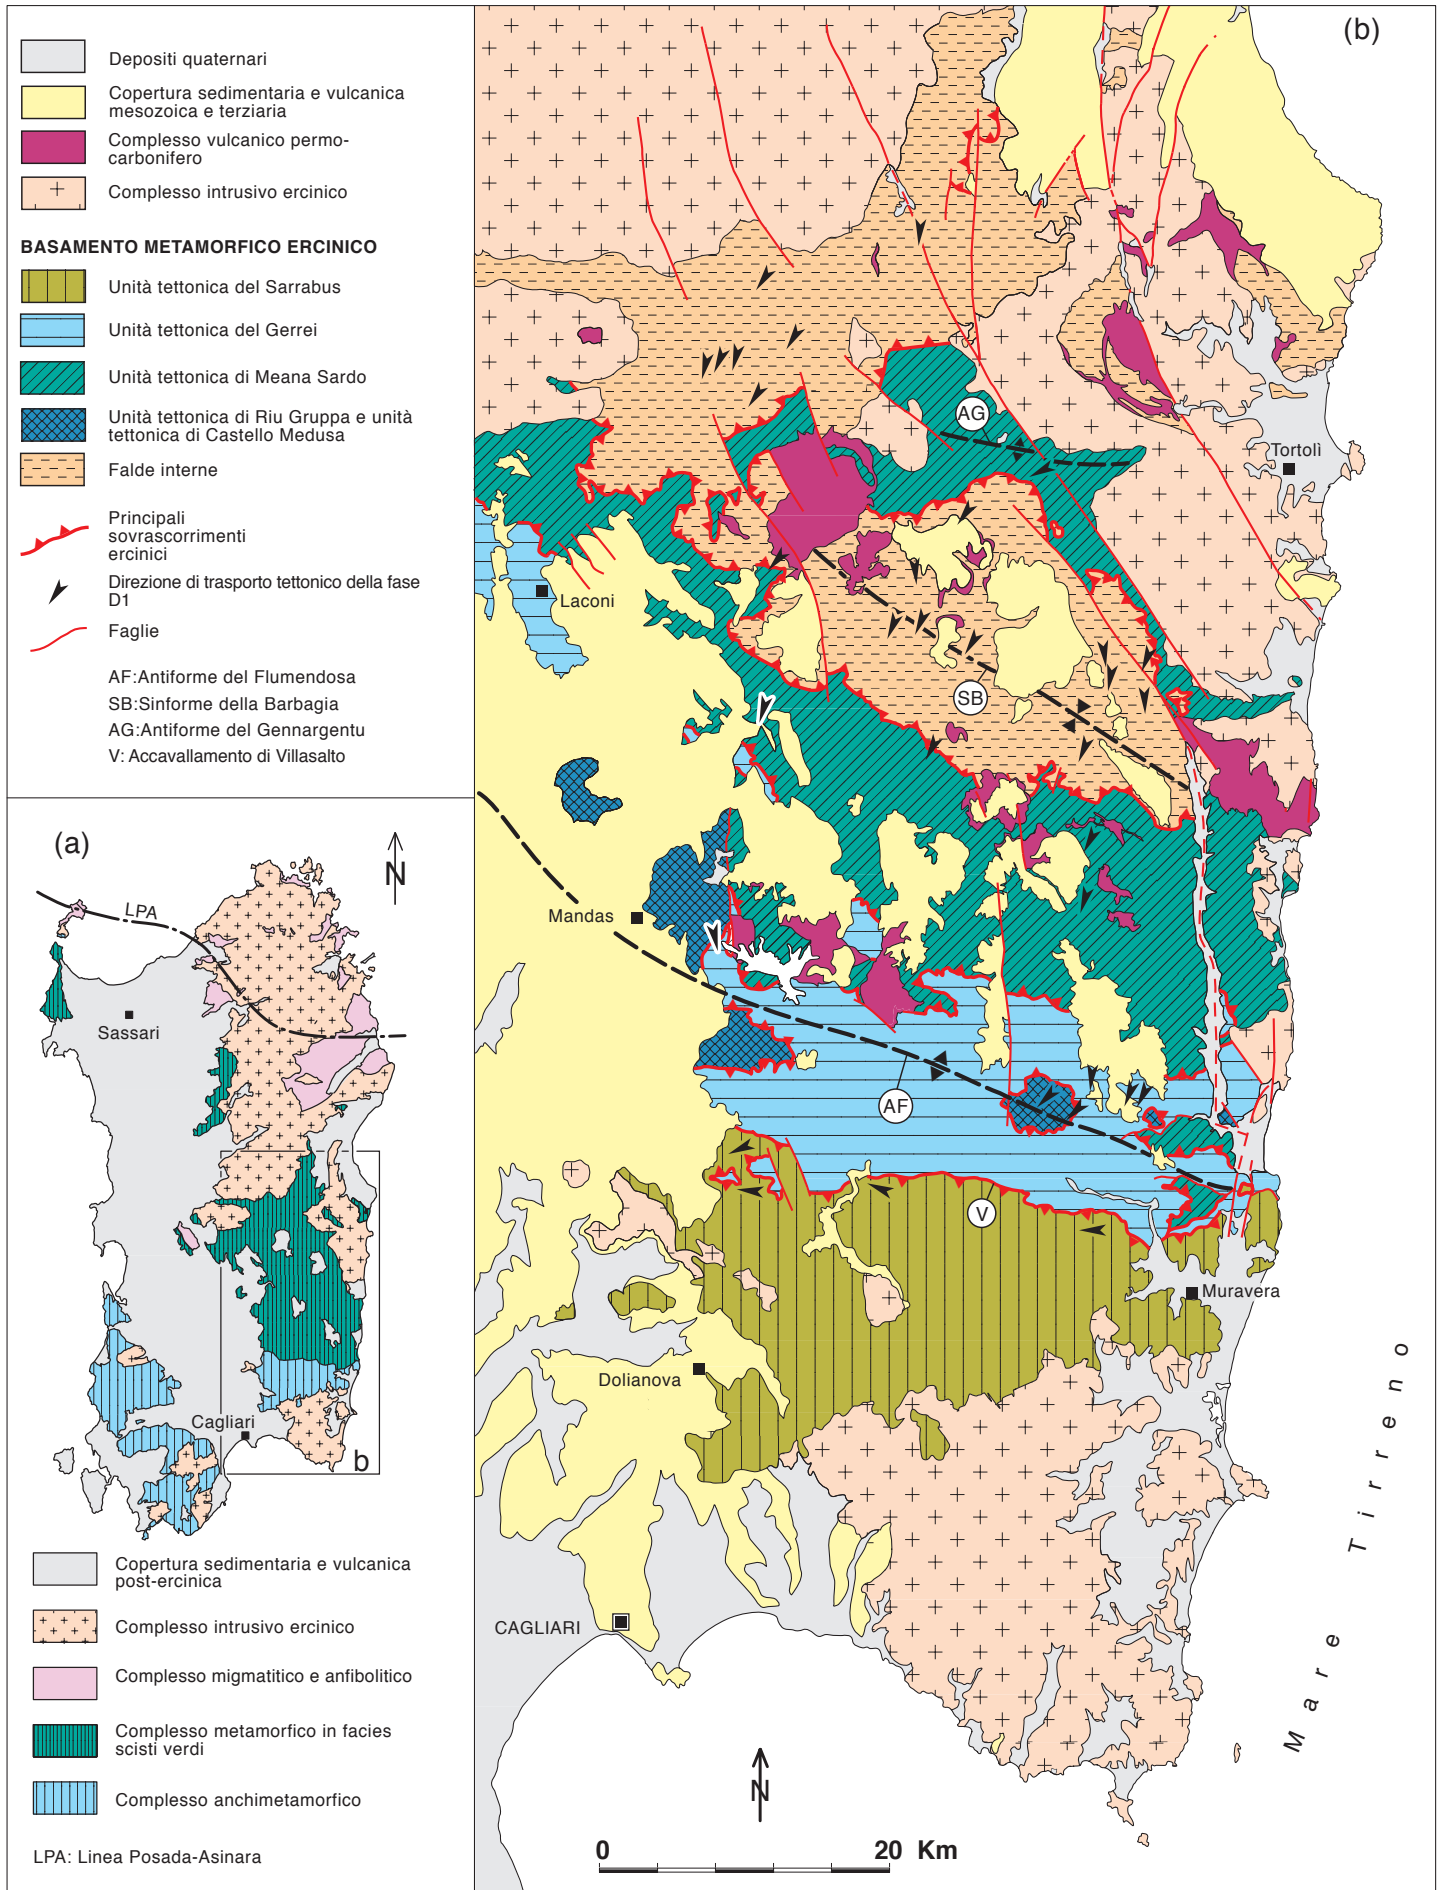 Depositi quaternari
Copertura sedimentaria e vulcanica
mesozoica e terziaria
Complesso vulcanico permo-
carbonifero
Complesso intrusivo ercinico
BASAMENTO METAMORFICO ERCINICO
Unità tettonica del Sarrabus
Unità tettonica del Gerrei
Unità tettonica di Meana Sardo
Unità tettonica di Riu Gruppa e unità
tettonica di Castello Medusa
Falde interne
Principali
sovrascorrimenti
ercinici
Direzione di trasporto tettonico della fase
D1
Faglie
AF:Antiforme del Flumendosa
SB:Sinforme della Barbagia
AG:Antiforme del Gennargentu
V: Accavallamento di Villasalto
(a)
N
LPA
Sassari
Cagliari
b
Copertura sedimentaria e vulcanica
post-ercinica
Complesso intrusivo ercinico
Complesso migmatitico e anfibolitico
Complesso metamorfico in facies
scisti verdi
Complesso anchimetamorfico
LPA: Linea Posada-Asinara
(b)
AG
Tortolì
Laconi
SB
Mandas
AF
V
Muravera
Dolianova
CAGLIARI
Mare Tirreno
N
0 20 Km